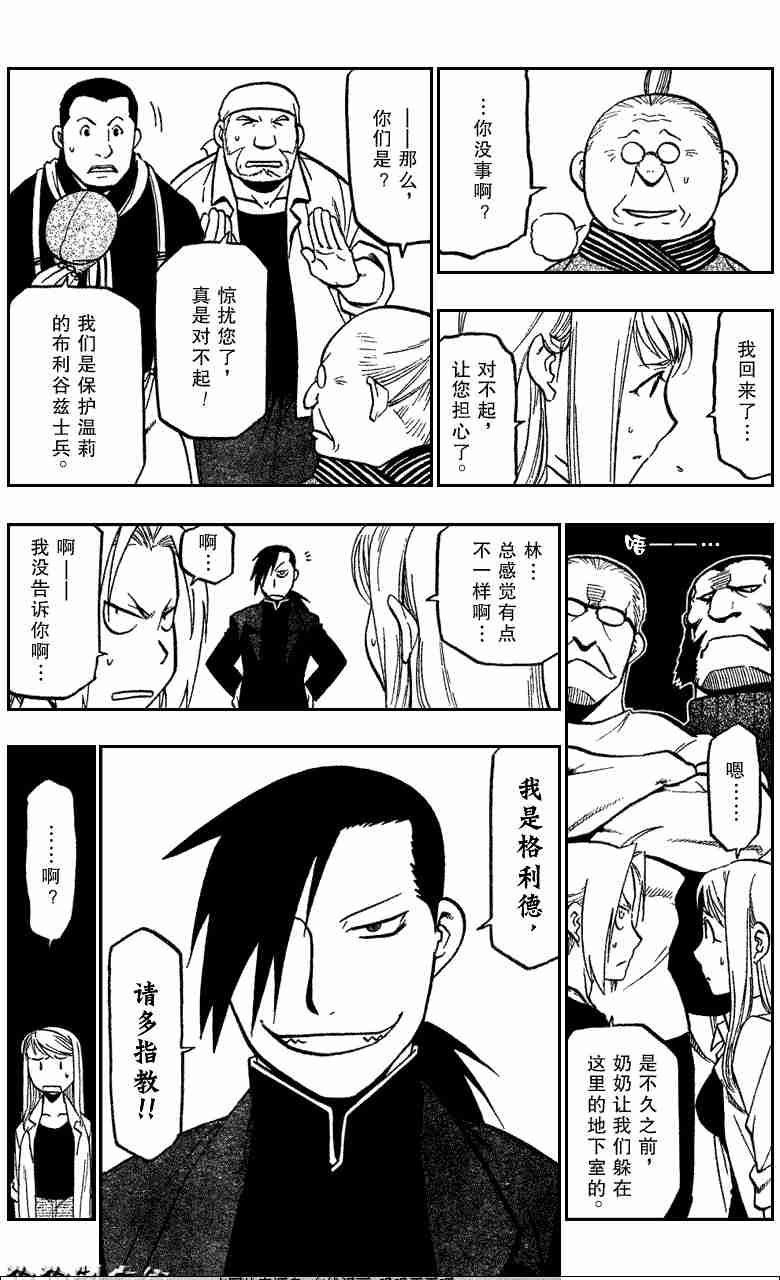 …你没事啊？
我回来了…
对不起，
让您担心了。
——那么，
你们是？
惊扰您了，
真是对不起！
我们是保护温莉
的布利谷兹士兵。
唔——…
嗯……
是不久之前，
奶奶让我们躲在
这里的地下室的。
林…
总感觉有点
不一样啊…
啊…
啊——
我没告诉你啊…
我是格利德，
请多指教!!
……啊？